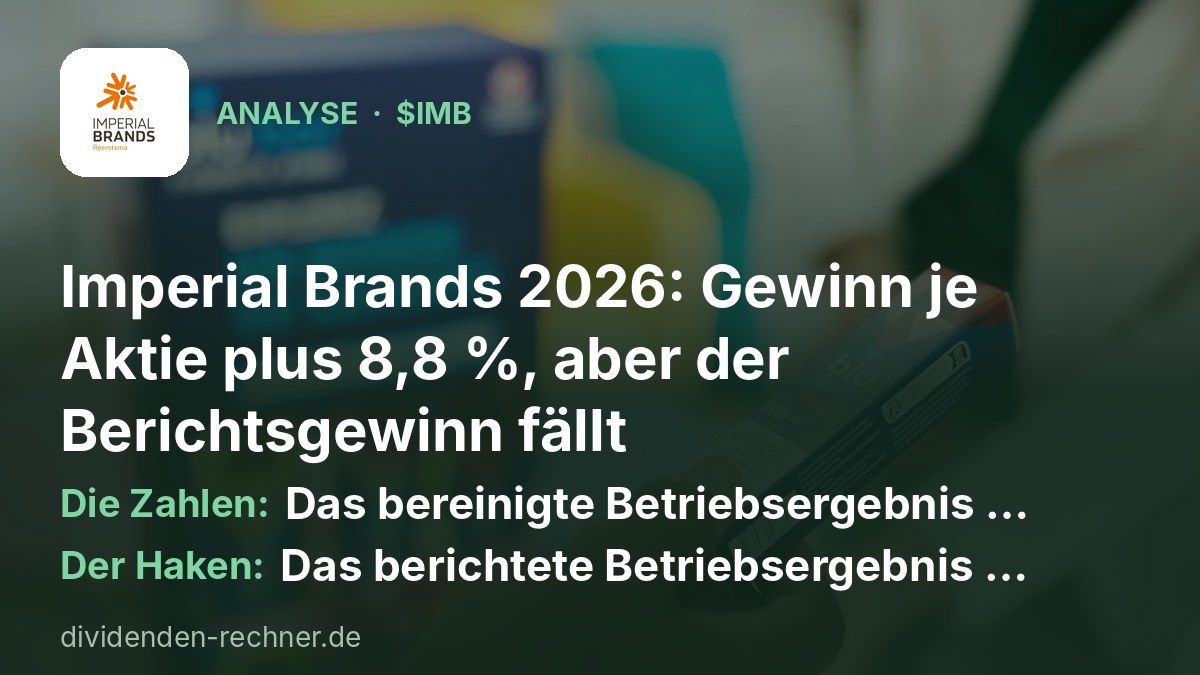 IMPERIAL
BRANDS
Reemtsma
ANALYSE · $IMB
Imperial Brands 2026: Gewinn je
Aktie plus 8,8 %, aber der
Berichtsgewinn fällt
Die Zahlen: Das bereinigte Betriebsergebnis ...
Der Haken: Das berichtete Betriebsergebnis ...
dividenden-rechner.de
blu